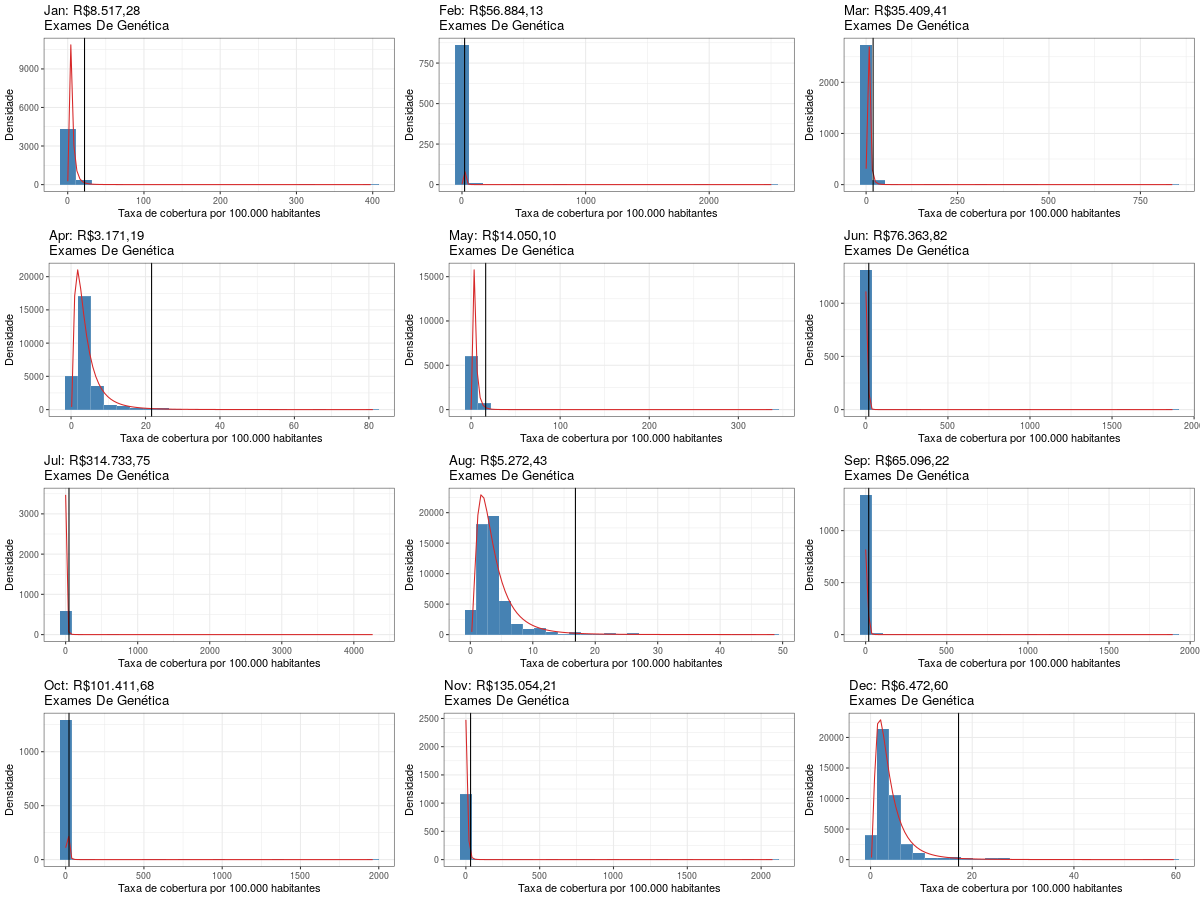 Jan: R$8.517,28
Exames De Genética
Densidade
9000
6000
3000
0
0 100 200 300 400
Taxa de cobertura por 100.000 habitantes
Feb: R$56.884,13
Exames De Genética
Densidade
750
500
250
0
0 1000 2000
Taxa de cobertura por 100.000 habitantes
Mar: R$35.409,41
Exames De Genética
Densidade
2000
1000
0
0 250 500 750
Taxa de cobertura por 100.000 habitantes
Apr: R$3.171,19
Exames De Genética
Densidade
20000
15000
10000
5000
0
0 20 40 60 80
Taxa de cobertura por 100.000 habitantes
May: R$14.050,10
Exames De Genética
Densidade
15000
10000
5000
0
0 100 200 300
Taxa de cobertura por 100.000 habitantes
Jun: R$76.363,82
Exames De Genética
Densidade
1000
500
0
0 500 1000 1500 2000
Taxa de cobertura por 100.000 habitantes
Jul: R$314.733,75
Exames De Genética
Densidade
3000
2000
1000
0
0 1000 2000 3000 4000
Taxa de cobertura por 100.000 habitantes
Aug: R$5.272,43
Exames De Genética
Densidade
20000
15000
10000
5000
0
0 10 20 30 40 50
Taxa de cobertura por 100.000 habitantes
Sep: R$65.096,22
Exames De Genética
Densidade
1000
500
0
0 500 1000 1500 2000
Taxa de cobertura por 100.000 habitantes
Oct: R$101.411,68
Exames De Genética
Densidade
1000
500
0
0 500 1000 1500 2000
Taxa de cobertura por 100.000 habitantes
Nov: R$135.054,21
Exames De Genética
Densidade
2500
2000
1500
1000
500
0
0 500 1000 1500 2000
Taxa de cobertura por 100.000 habitantes
Dec: R$6.472,60
Exames De Genética
Densidade
20000
15000
10000
5000
0
0 20 40 60
Taxa de cobertura por 100.000 habitantes